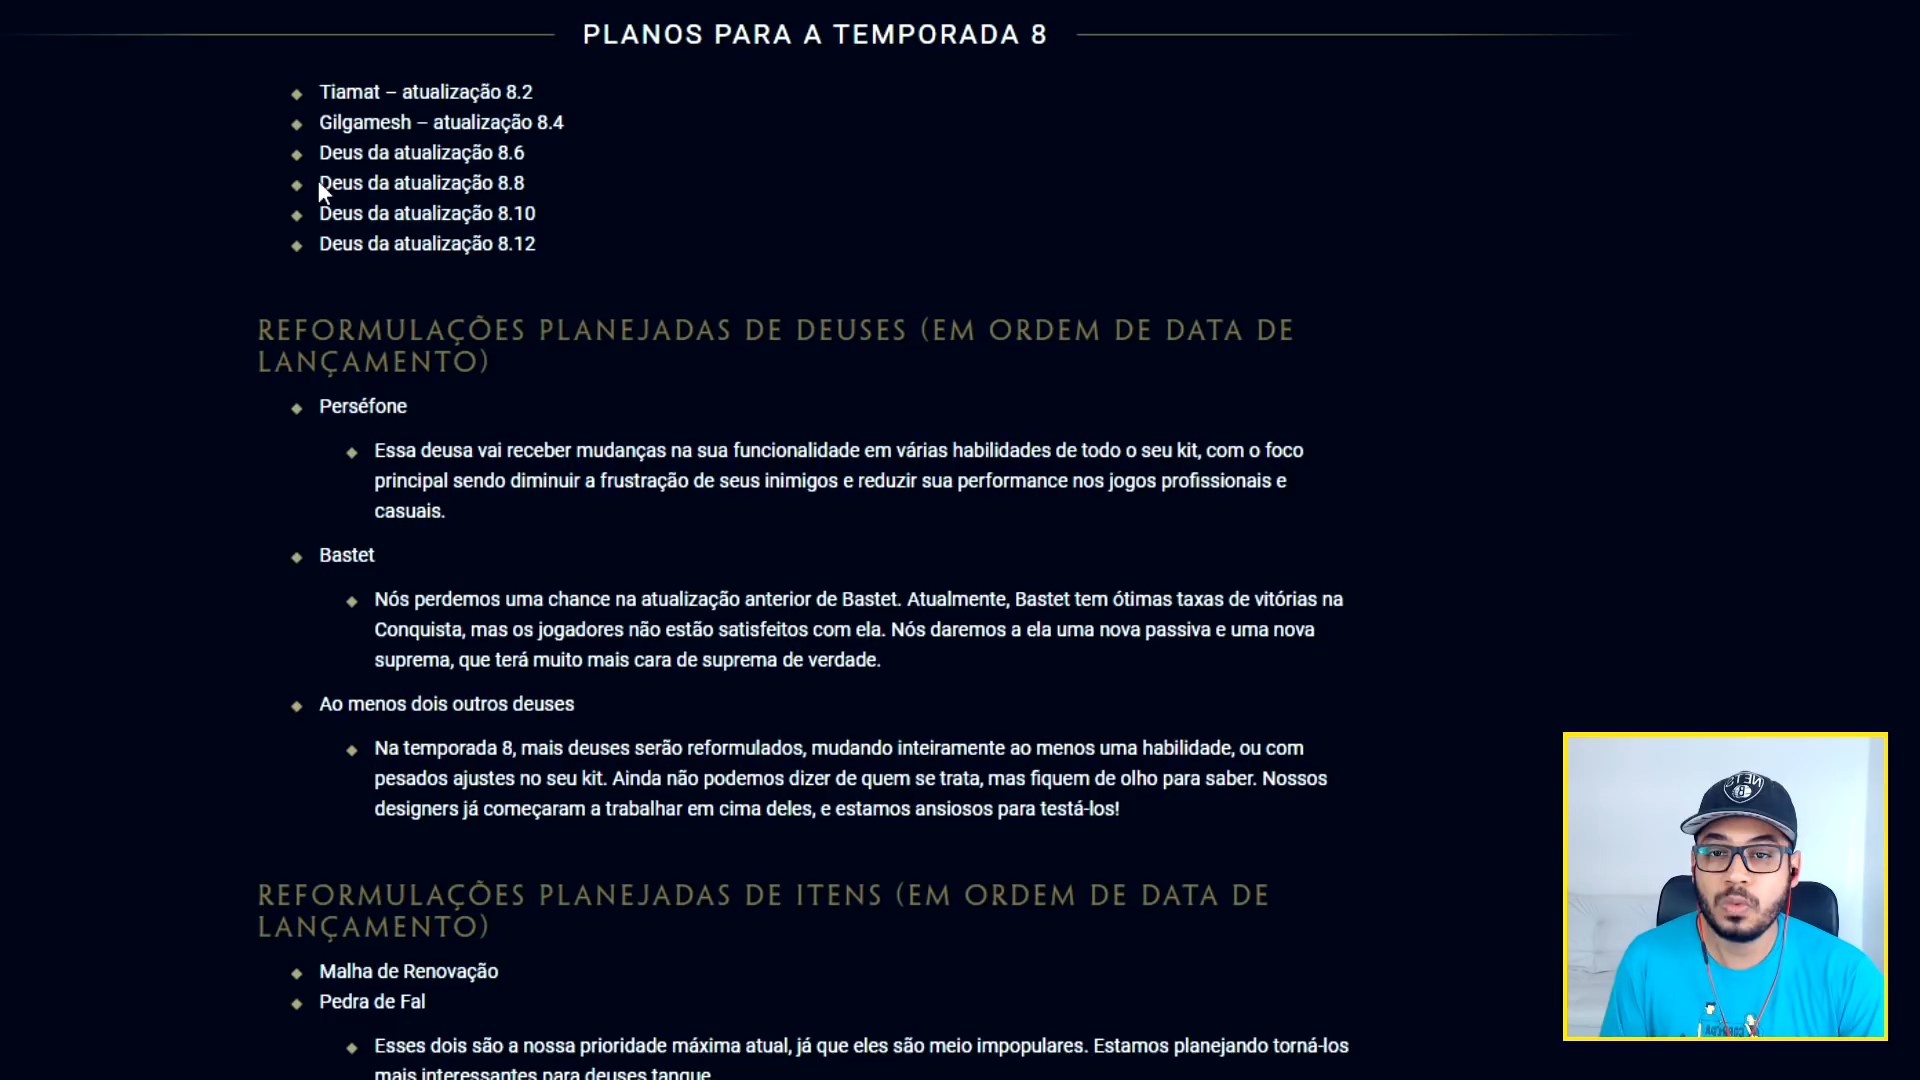 PLANOS PARA A TEMPORADA 8
Tiamat – atualização 8.2
Gilgamesh – atualização 8.4
Deus da atualização 8.6
Deus da atualização 8.8
Deus da atualização 8.10
Deus da atualização 8.12
REFORMULAÇÕES PLANEJADAS DE DEUSES (EM ORDEM DE DATA DE
LANÇAMENTO)
Perséfone
Essa deusa vai receber mudanças na sua funcionalidade em várias habilidades de todo o seu kit, com o foco
principal sendo diminuir a frustração de seus inimigos e reduzir sua performance nos jogos profissionais e
casuais.
Bastet
Nós perdemos uma chance na atualização anterior de Bastet. Atualmente, Bastet tem ótimas taxas de vitórias na
Conquista, mas os jogadores não estão satisfeitos com ela. Nós daremos a ela uma nova passiva e uma nova
suprema, que terá muito mais cara de suprema de verdade.
Ao menos dois outros deuses
Na temporada 8, mais deuses serão reformulados, mudando inteiramente ao menos uma habilidade, ou com
pesados ajustes no seu kit. Ainda não podemos dizer de quem se trata, mas fiquem de olho para saber. Nossos
designers já começaram a trabalhar em cima deles, e estamos ansiosos para testá-los!
REFORMULAÇÕES PLANEJADAS DE ITENS (EM ORDEM DE DATA DE
LANÇAMENTO)
Malha de Renovação
Pedra de Fal
Esses dois são a nossa prioridade máxima atual, já que eles são meio impopulares. Estamos planejando torná-los
mais interessantes para deuses tanque
NETS